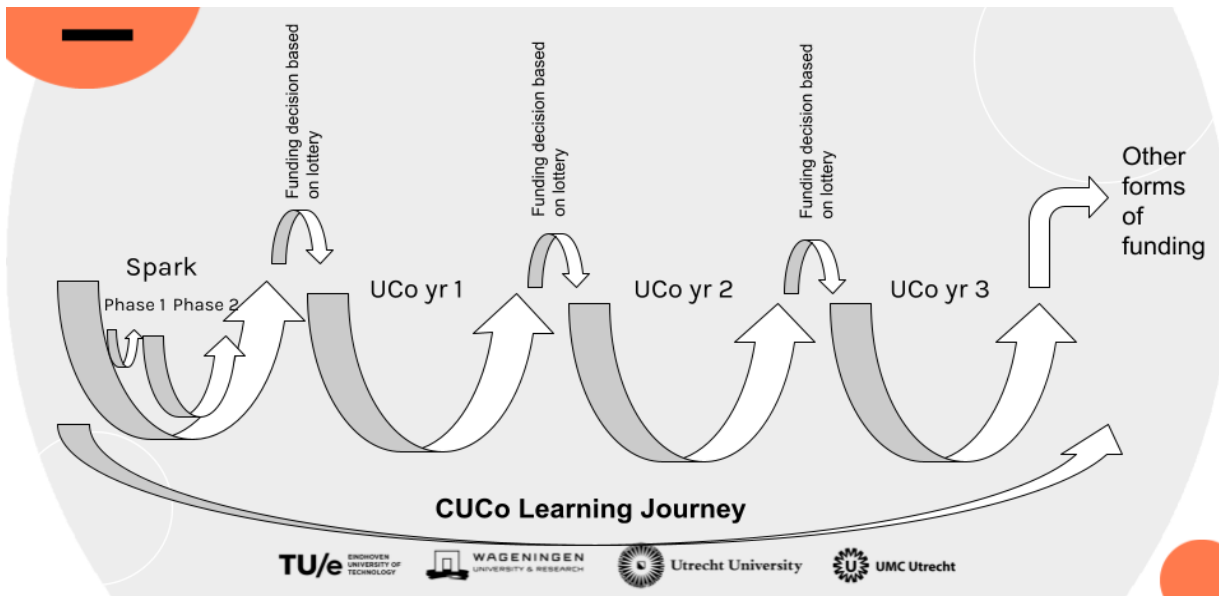 Funding decision based
on lottery
Funding decision based
on lottery
Funding decision based
on lottery
Other
forms
of
funding
Spark
Phase 1 Phase 2
UCo yr 1
UCo yr 2
UCo yr 3
CUCo Learning Journey
TU/e EINDHOVEN
UNIVERSITY OF
TECHNOLOGY
WAGENINGEN
UNIVERSITY & RESEARCH
Utrecht University
U
UMC Utrecht